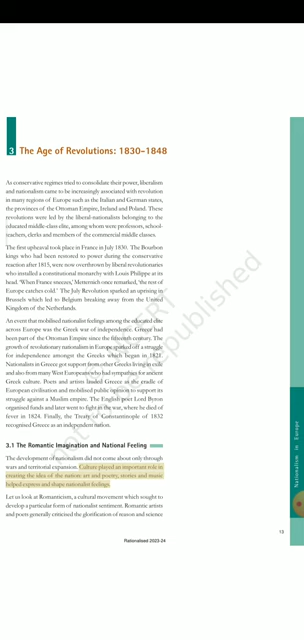 3 The Age of Revolutions: 1830-1848
As conservative regimes tried to consolidate their power, liberalism
and nationalism came to be increasingly associated with revolution
in many regions of Europe such as the Italian and German states,
the provinces of the Ottoman Empire, Ireland and Poland. These
revolutions were led by the liberal-nationalists belonging to the
educated middle-class elite, among whom were professors, school-
teachers, clerks and members of the commercial middle classes.
The first upheaval took place in France in July 1830. The Bourbon
kings who had been restored to power during the conservative
reaction after 1815, were now overthrown by liberal revolutionaries
who installed a constitutional monarchy with Louis Philippe at its
head. 'When France sneezes,' Metternich once remarked, 'the rest of
Europe catches cold.' The July Revolution sparked an uprising in
Brussels which led to Belgium breaking away from the United
Kingdom of the Netherlands.
An event that mobilised nationalist feelings among the educated elite
across Europe was the Greek war of independence. Greece had
been part of the Ottoman Empire since the fifteenth century. The
growth of revolutionary nationalism in Europe sparked off a struggle
for independence amongst the Greeks which began in 1821.
Nationalists in Greece got support from other Greeks living in exile
and also from many West Europeans who had sympathies for ancient
Greek culture. Poets and artists lauded Greece as the cradle of
European civilisation and mobilised public opinion to support its
struggle against a Muslim empire. The English poet Lord Byron
organised funds and later went to fight in the war, where he died of
fever in 1824. Finally, the Treaty of Constantinople of 1832
recognised Greece as an independent nation.
3.1 The Romantic Imagination and National Feeling
The development of nationalism did not come about only through
wars and territorial expansion. Culture played an important role in
creating the idea of the nation: art and poetry, stories and music
helped express and shape nationalist feelings.
Let us look at Romanticism, a cultural movement which sought to
develop a particular form of nationalist sentiment. Romantic artists
and poets generally criticised the glorification of reason and science
13
Rationalised 2023-24
Nationalism in Europe
not
republished